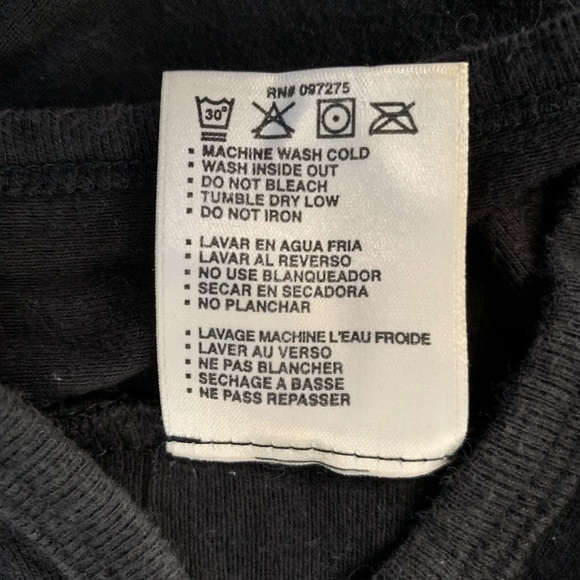 RN# 097275
30°
▪ MACHINE WASH COLD
▪ WASH INSIDE OUT
▪ DO NOT BLEACH
▪ TUMBLE DRY LOW
▪ DO NOT IRON
▪ LAVAR EN AGUA FRIA
▪ LAVAR AL REVERSO
▪ NO USE BLANQUEADOR
▪ SECAR EN SECADORA
▪ NO PLANCHAR
▪ LAVAGE MACHINE L'EAU FROIDE
▪ LAVER AU VERSO
▪ NE PAS BLANCHER
▪ SECHAGE A BASSE
▪ NE PASS REPASSER